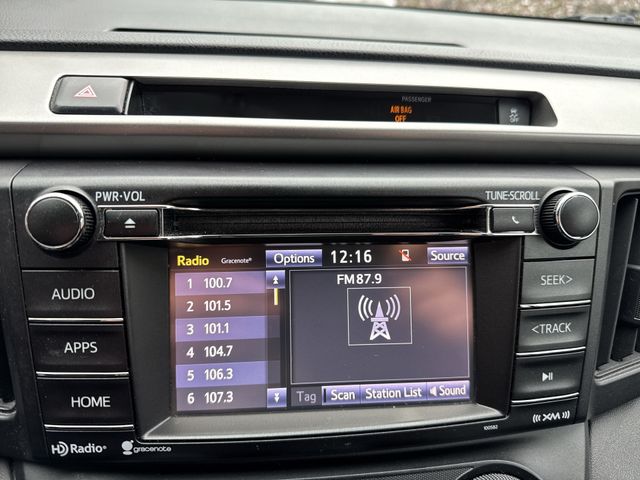 PASSENGER
AIR BAG
OFF
PWR•VOL
TUNE•SCROLL
Radio Gracenote® Options 12:16 Source
1 100.7
FM87.9
2 101.5
3 101.1
4 104.7
5 106.3
6 107.3
Tag Scan Station List Sound
AUDIO
APPS
HOME
SEEK>
<TRACK
HD Radio®
gracenote
100582
((XM))